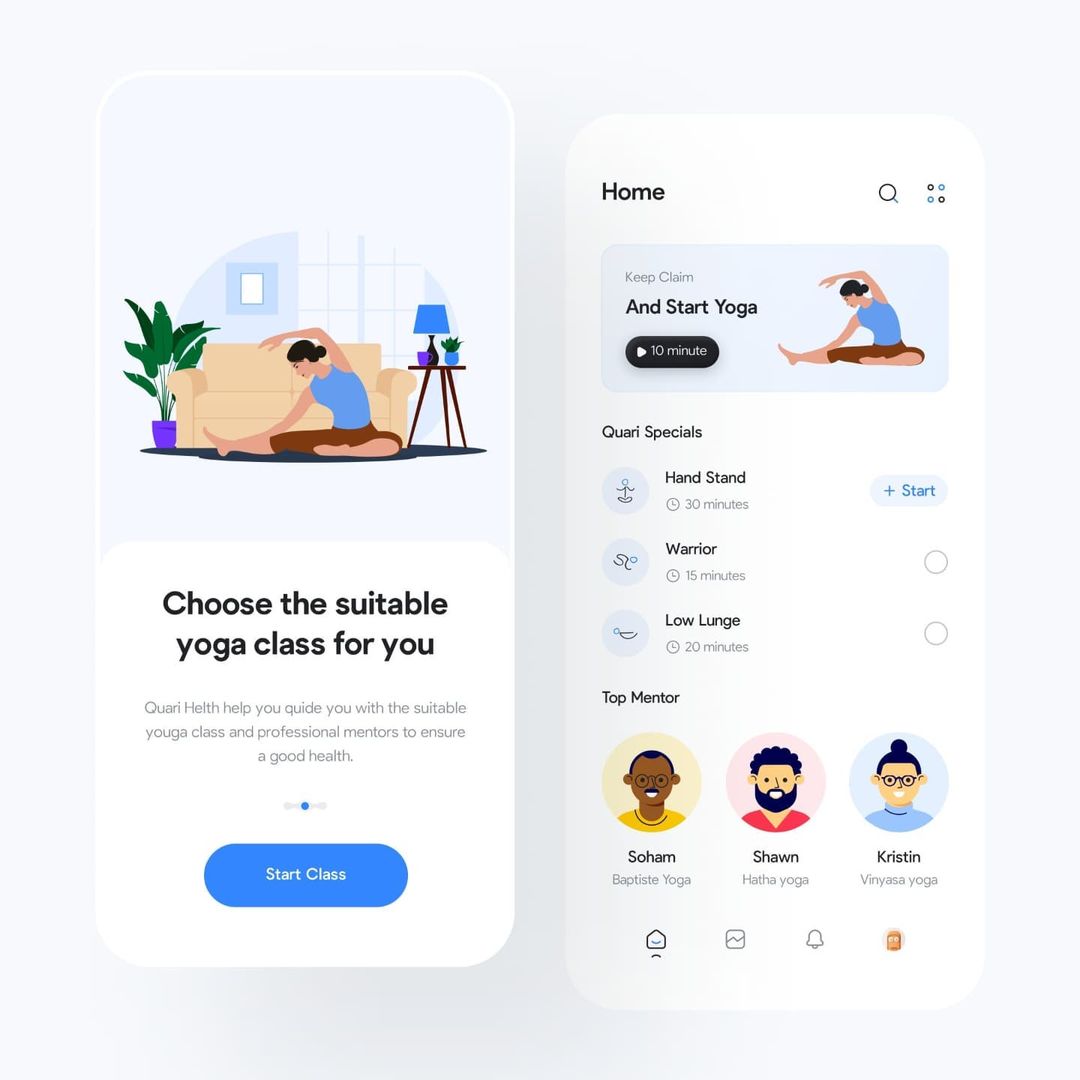 Choose the suitable
yoga class for you
Quari Helth help you quide you with the suitable
youga class and professional mentors to ensure
a good health.
Start Class
Home
Keep Claim
And Start Yoga
10 minute
Quari Specials
Hand Stand
30 minutes
+ Start
Warrior
15 minutes
Low Lunge
20 minutes
Top Mentor
Soham
Shawn
Kristin
Baptiste Yoga
Hatha yoga
Vinyasa yoga